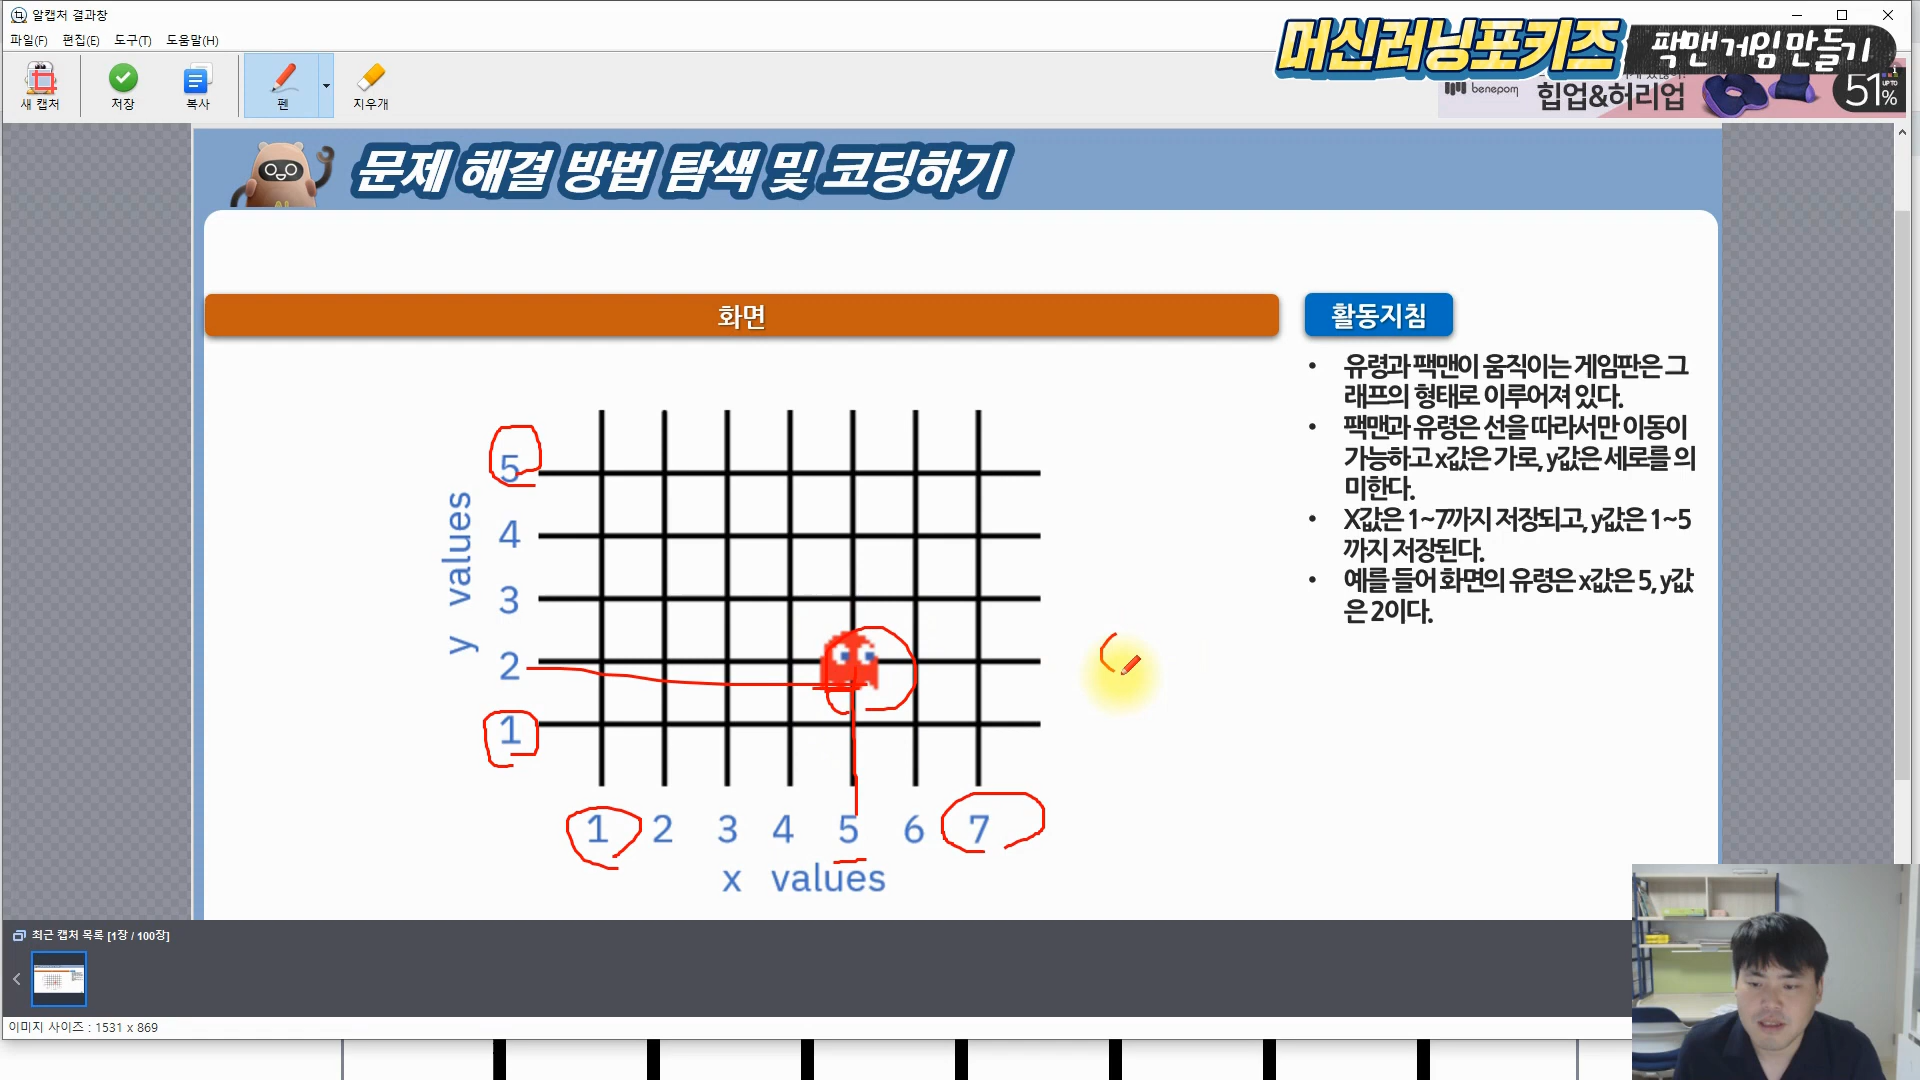 알캡처 결과창
파일(F) 편집(E) 도구(T) 도움말(H)
새 캡처
저장
복사
펜
지우개
머신러닝포키즈
팩맨 게임 만들기
benepom
힙업&허리업
UP TO
51%
문제 해결 방법 탐색 및 코딩하기
화면
활동지침
• 유령과 팩맨이 움직이는 게임판은 그
래프의 형태로 이루어져 있다.
• 팩맨과 유령은 선을 따라서만 이동이
가능하고 x값은 가로, y값은 세로를 의
미한다.
• X값은 1~7까지 저장되고, y값은 1~5
까지 저장된다.
• 예를 들어 화면의 유령은 x값은 5, y값
은 2이다.
y values
5
4
3
2
1
1 2 3 4 5 6 7
x values
최근 캡처 목록 [1장 / 100장]
이미지 사이즈 : 1531 x 869